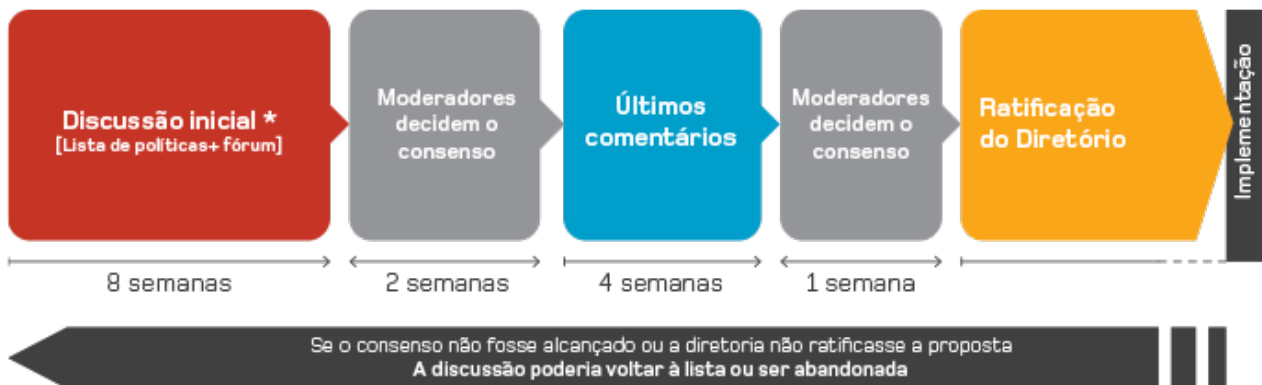 Discussão inicial *
[Lista de políticas+ fórum]
Moderadores
decidem o
consenso
Últimos
comentários
Moderadores
decidem o
consenso
Ratificação
do Diretório
Implementação
8 semanas
2 semanas
4 semanas
1 semana
Se o consenso não fosse alcançado ou a diretoria não ratificasse a proposta
A discussão poderia voltar à lista ou ser abandonada